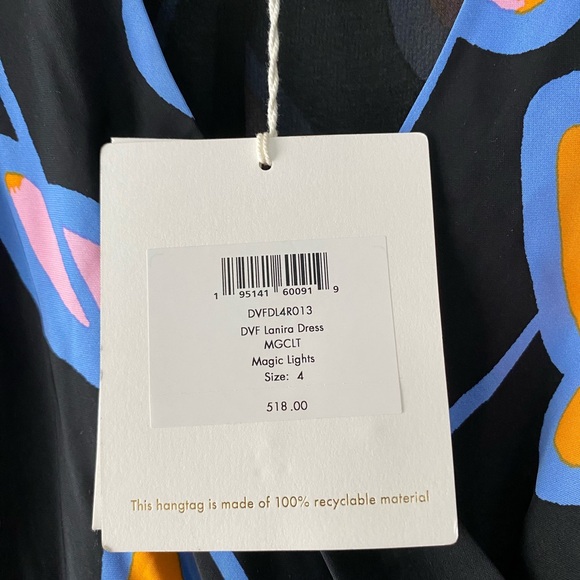 1 95141 60091 9
DVFDL4R013
DVF Lanira Dress
MGCLT
Magic Lights
Size: 4
518.00
This hangtag is made of 100% recyclable material